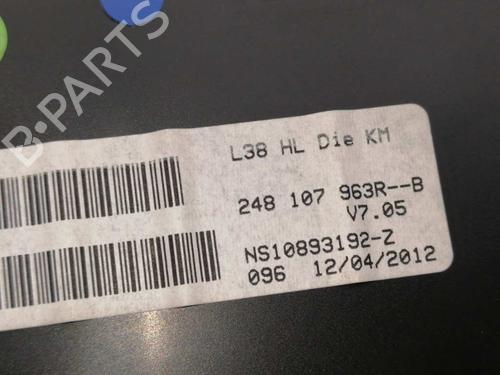 B-PARTS
L38 HL Die KM
248 107 963R--B
V7.05
NS10893192-Z
096 12/04/2012